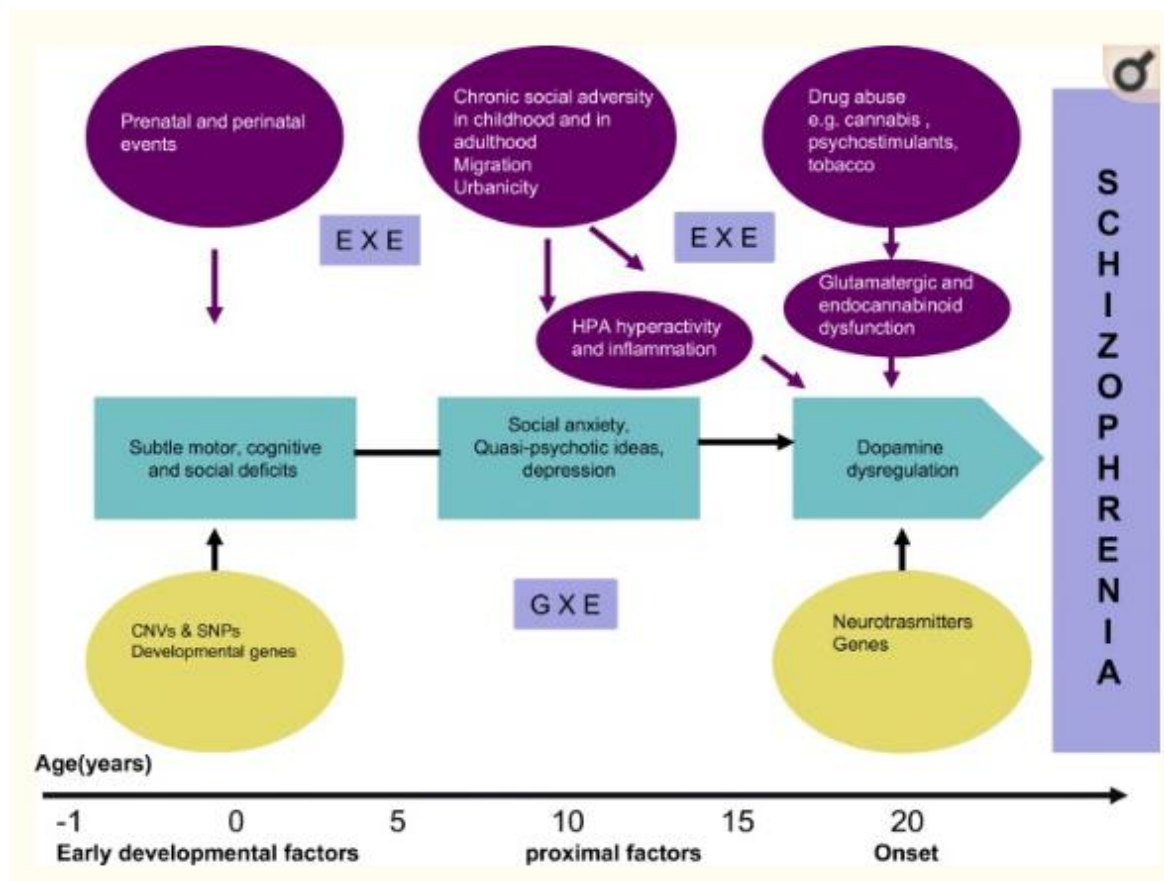 Prenatal and perinatal
events
Chronic social adversity
in childhood and in
adulthood
Migration
Urbanicity
Drug abuse
e.g. cannabis ,
psychostimulants,
tobacco
E X E
E X E
HPA hyperactivity
and inflammation
Glutamatergic and
endocannabinoid
dysfunction
Subtle motor, cognitive
and social deficits
Social anxiety,
Quasi-psychotic ideas,
depression
Dopamine
dysregulation
G X E
CNVs & SNPs
Developmental genes
Neurotrasmitters
Genes
S
C
H
I
Z
O
P
H
R
E
N
I
A
Age(years)
-1 0 5 10 15 20
Early developmental factors proximal factors Onset